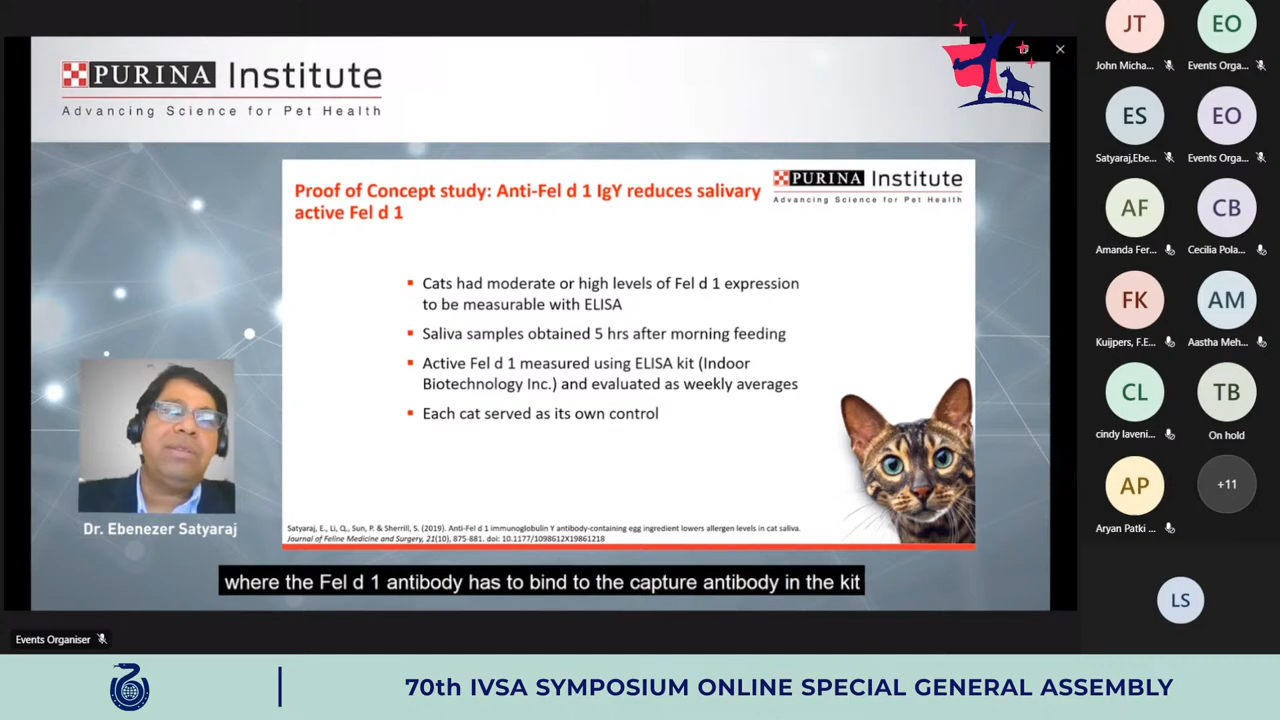 PURINA Institute
Advancing Science for Pet Health
Proof of Concept study: Anti-Fel d 1 IgY reduces salivary
active Fel d 1
PURINA Institute
Advancing Science for Pet Health
Cats had moderate or high levels of Fel d 1 expression
to be measurable with ELISA
Saliva samples obtained 5 hrs after morning feeding
Active Fel d 1 measured using ELISA kit (Indoor
Biotechnology Inc.) and evaluated as weekly averages
Each cat served as its own control
Satyaraj, E., Li, Q., Sun, P. & Sherrill, S. (2019). Anti-Fel d 1 immunoglobulin Y antibody-containing egg ingredient lowers allergen levels in cat saliva.
Journal of Feline Medicine and Surgery, 21(10), 875-881. doi: 10.1177/1098612X19861218
Dr. Ebenezer Satyaraj
where the Fel d 1 antibody has to bind to the capture antibody in the kit
Events Organiser
JT
John Micha...
EO
Events Orga...
ES
Satyaraj,Ebe...
EO
Events Orga...
AF
Amanda Fer...
CB
Cecilia Pola...
FK
Kuijpers, F.E...
AM
Aastha Meh...
CL
cindy laveni...
TB
On hold
AP
Aryan Patki ...
+11
LS
70th IVSA SYMPOSIUM ONLINE SPECIAL GENERAL ASSEMBLY